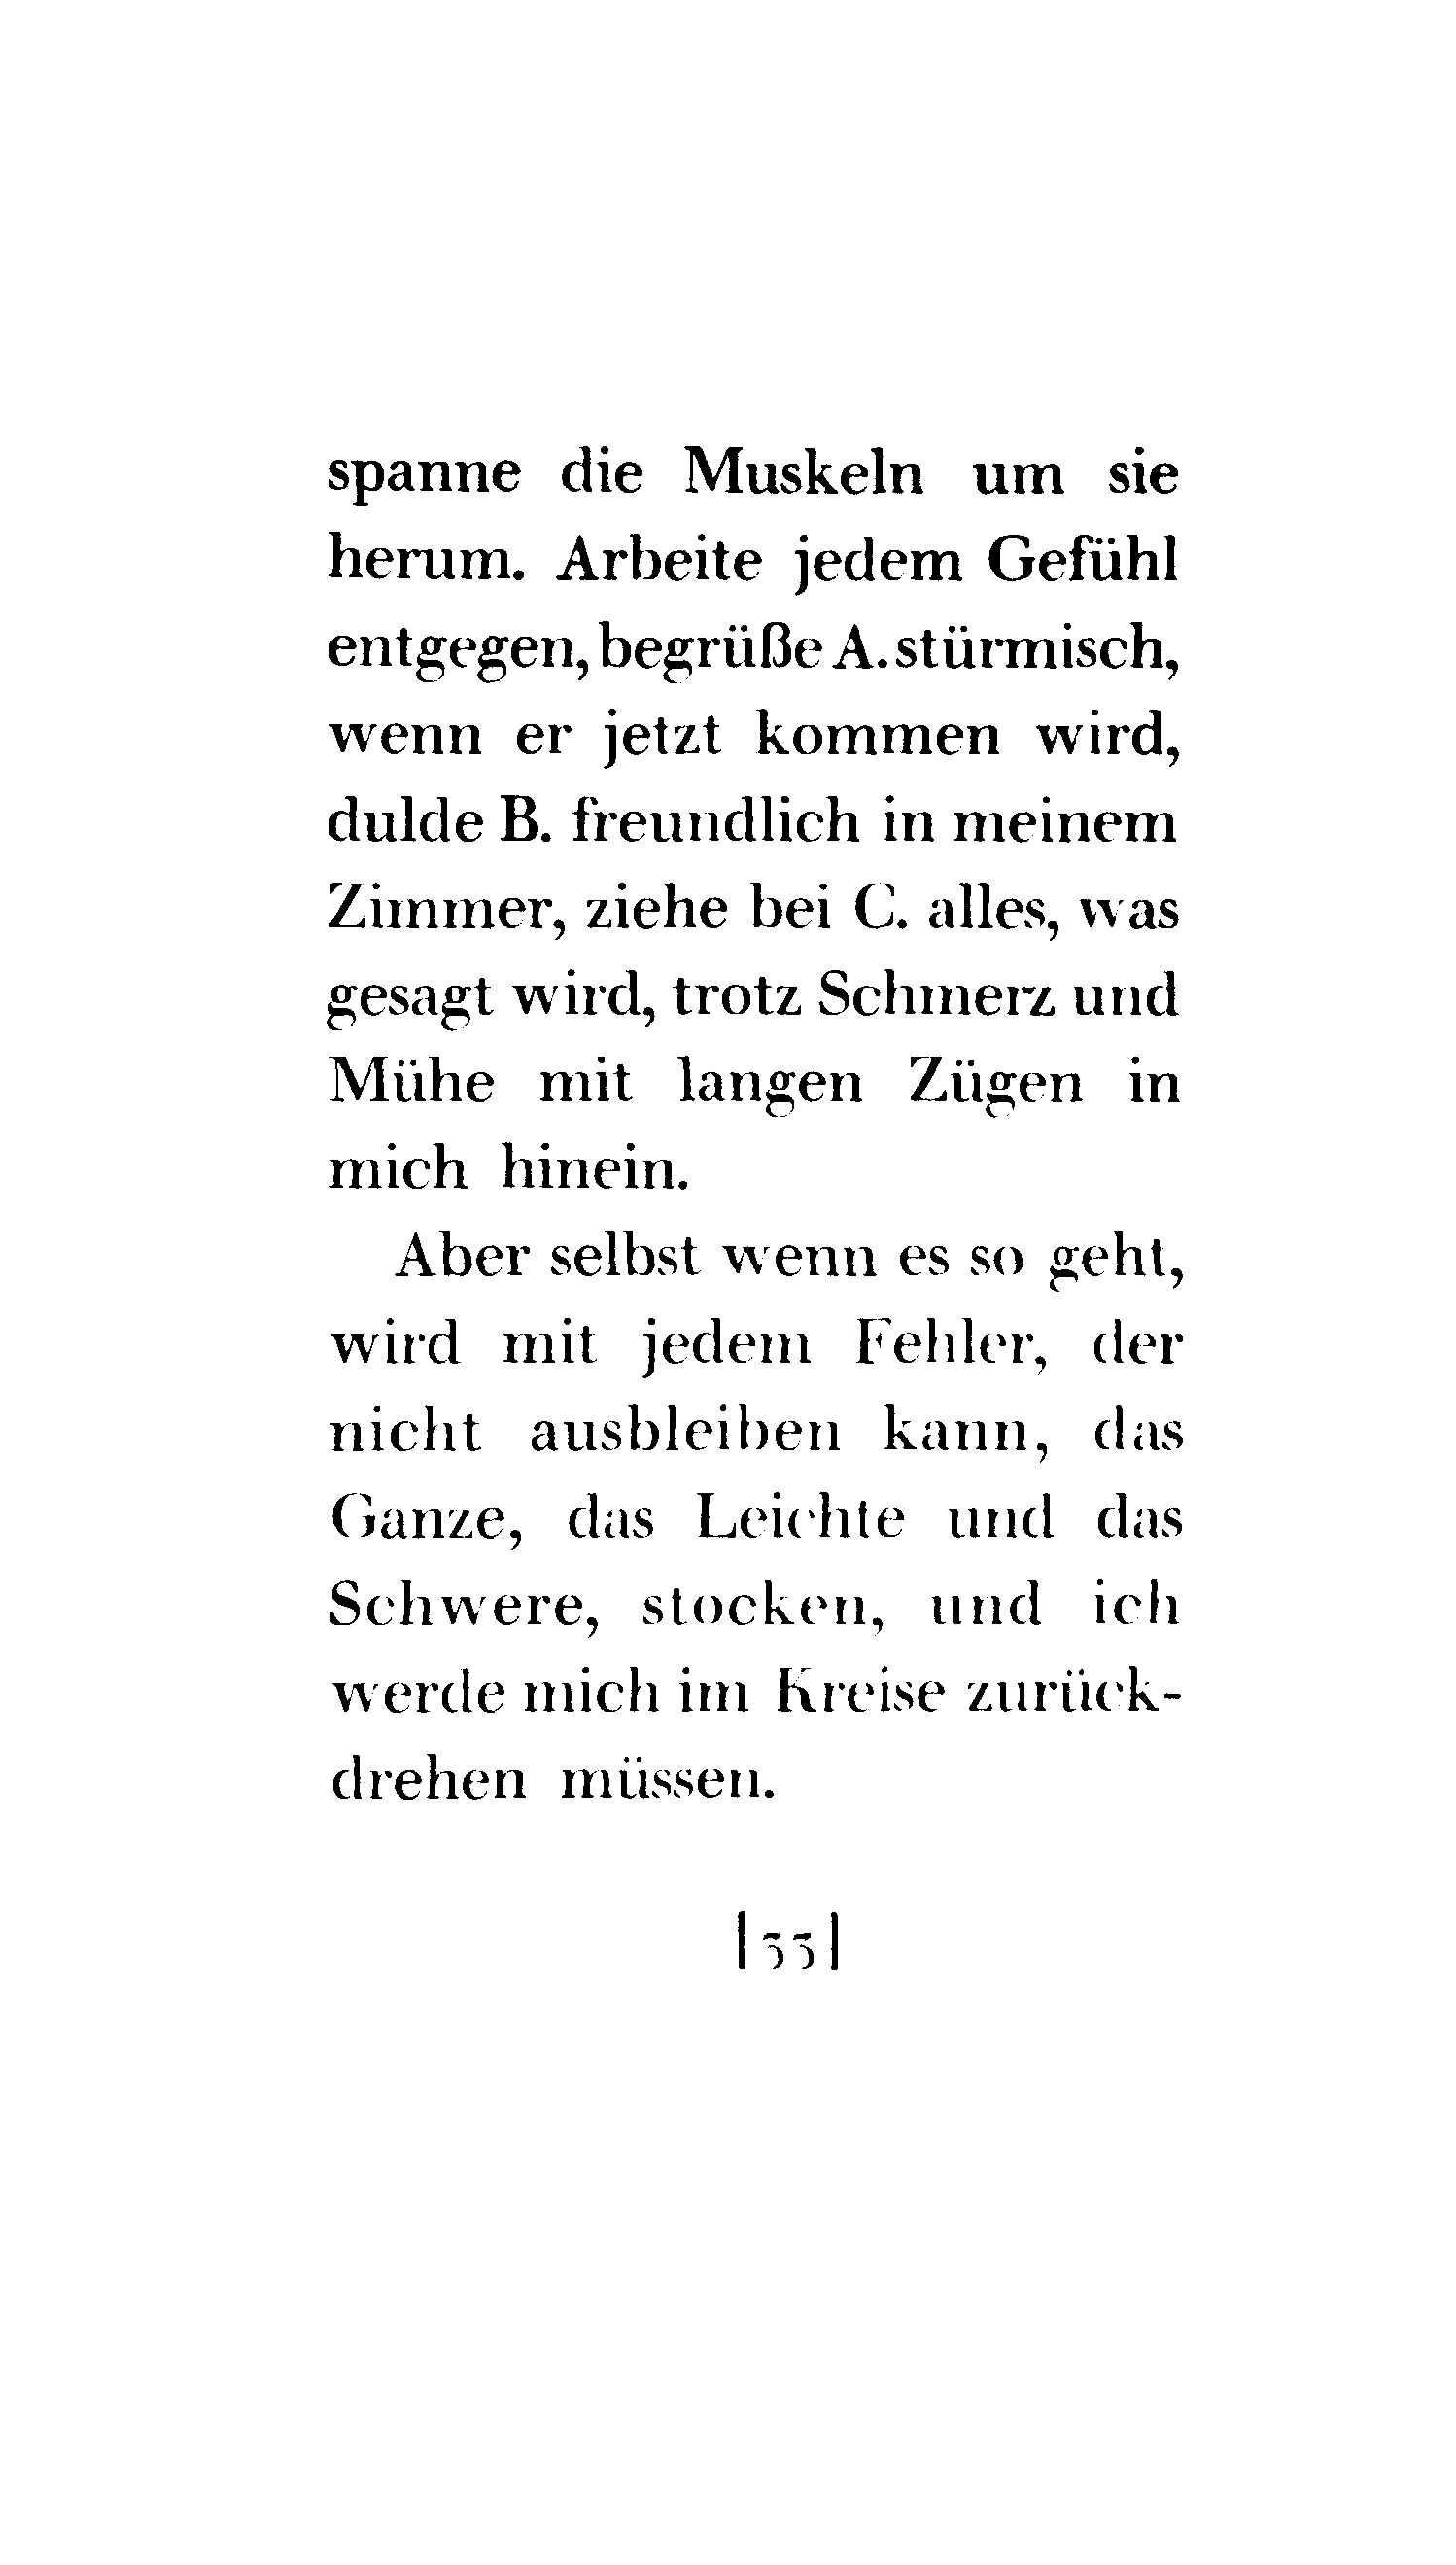 spanne die Muskeln um sie
herum. Arbeite jedem Gefühl
entgegen, begrüße A. stürmisch,
wenn er jetzt kommen wird,
dulde B. freundlich in meinem
Zimmer, ziehe bei C. alles, was
gesagt wird, trotz Schmerz und
Mühe mit langen Zügen in
mich hinein.
Aber selbst wenn es so geht,
wird mit jedem Fehler, der
nicht ausbleiben kann, das
Ganze, das Leichte und das
Schwere, stocken, und ich
werde mich im Kreise zurück-
drehen müssen.
|33|